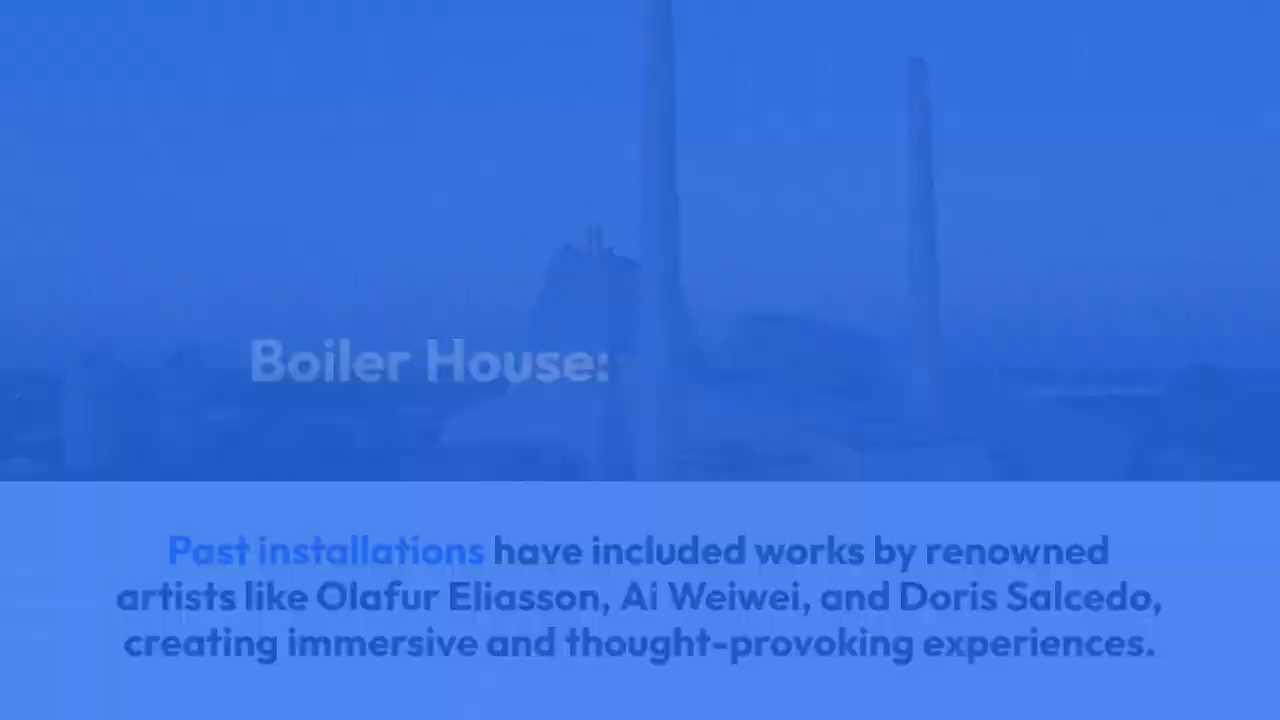 Boiler House:
Past installations have included works by renowned
artists like Olafur Eliasson, Ai Weiwei, and Doris Salcedo,
creating immersive and thought-provoking experiences.